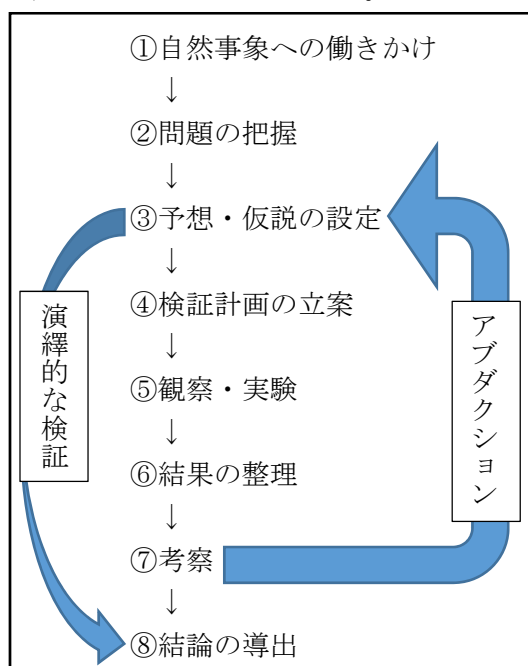 ①自然事象への働きかけ
↓
②問題の把握
↓
③予想・仮説の設定
↓
④検証計画の立案
↓
⑤観察・実験
↓
⑥結果の整理
↓
⑦考察
↓
⑧結論の導出
演繹的な検証
アブダクション